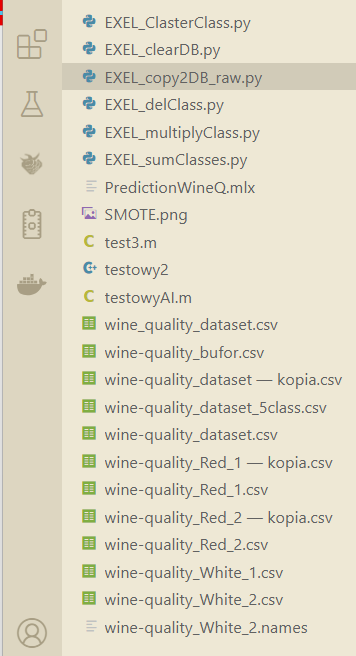 EXEL_ClasterClass.py
EXEL_clearDB.py
EXEL_copy2DB_raw.py
EXEL_delClass.py
EXEL_multiplyClass.py
EXEL_sumClasses.py
PredictionWineQ.mlx
SMOTE.png
test3.m
testowy2
testowyAI.m
wine_quality_dataset.csv
wine-quality_bufor.csv
wine-quality_dataset — kopia.csv
wine-quality_dataset_5class.csv
wine-quality_dataset.csv
wine-quality_Red_1 — kopia.csv
wine-quality_Red_1.csv
wine-quality_Red_2 — kopia.csv
wine-quality_Red_2.csv
wine-quality_White_1.csv
wine-quality_White_2.csv
wine-quality_White_2.names